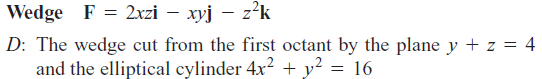 Wedge F = 2xzi − xyj − z²k
D: The wedge cut from the first octant by the plane y + z = 4
and the elliptical cylinder 4x² + y² = 16